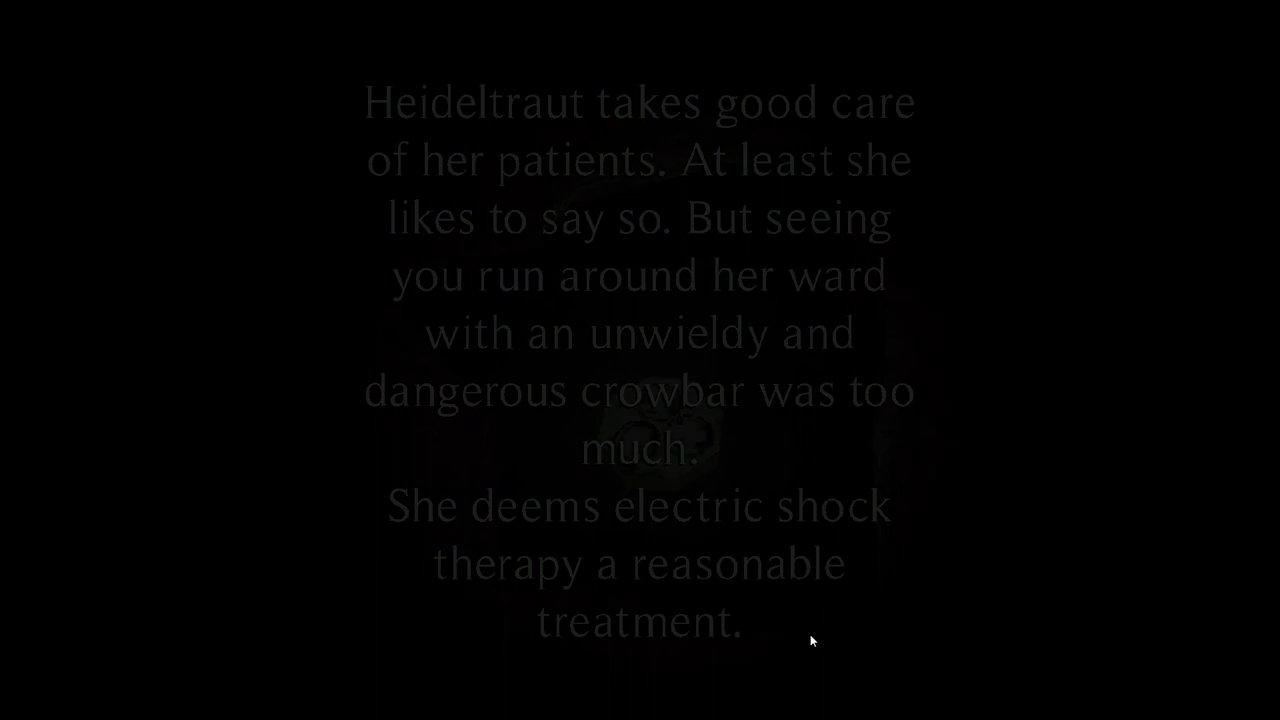 Heideltraut takes good care
of her patients. At least she
likes to say so. But seeing
you run around her ward
with an unwieldy and
dangerous crowbar was too
much.
She deems electric shock
therapy a reasonable
treatment.